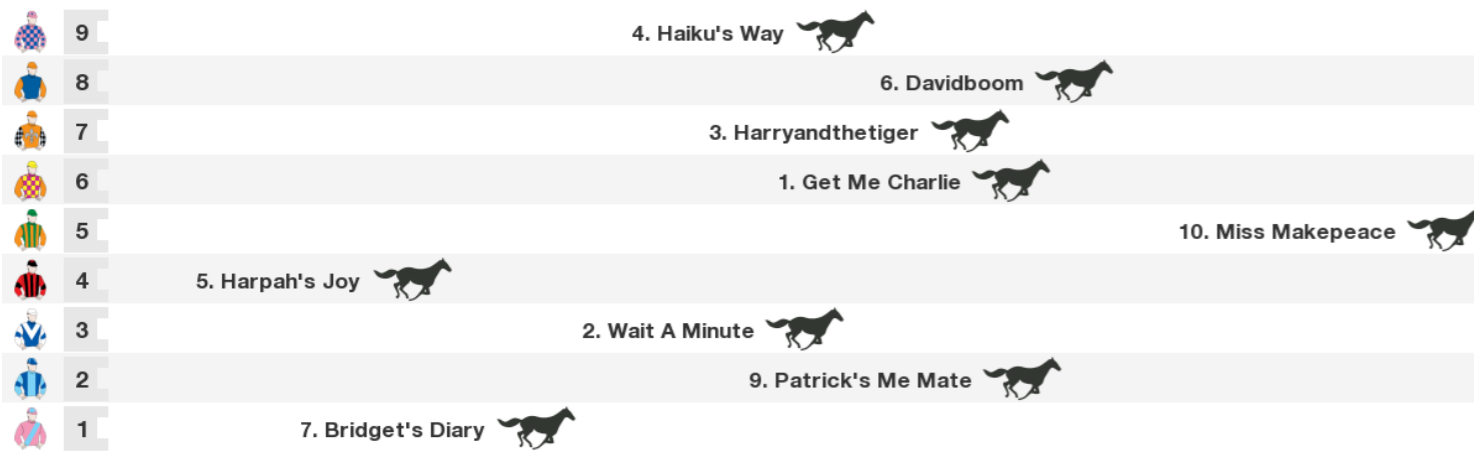 9 4. Haiku's Way
8 6. Davidboom
7 3. Harryandthetiger
6 1. Get Me Charlie
5 10. Miss Makepeace
4 5. Harpah's Joy
3 2. Wait A Minute
2 9. Patrick's Me Mate
1 7. Bridget's Diary